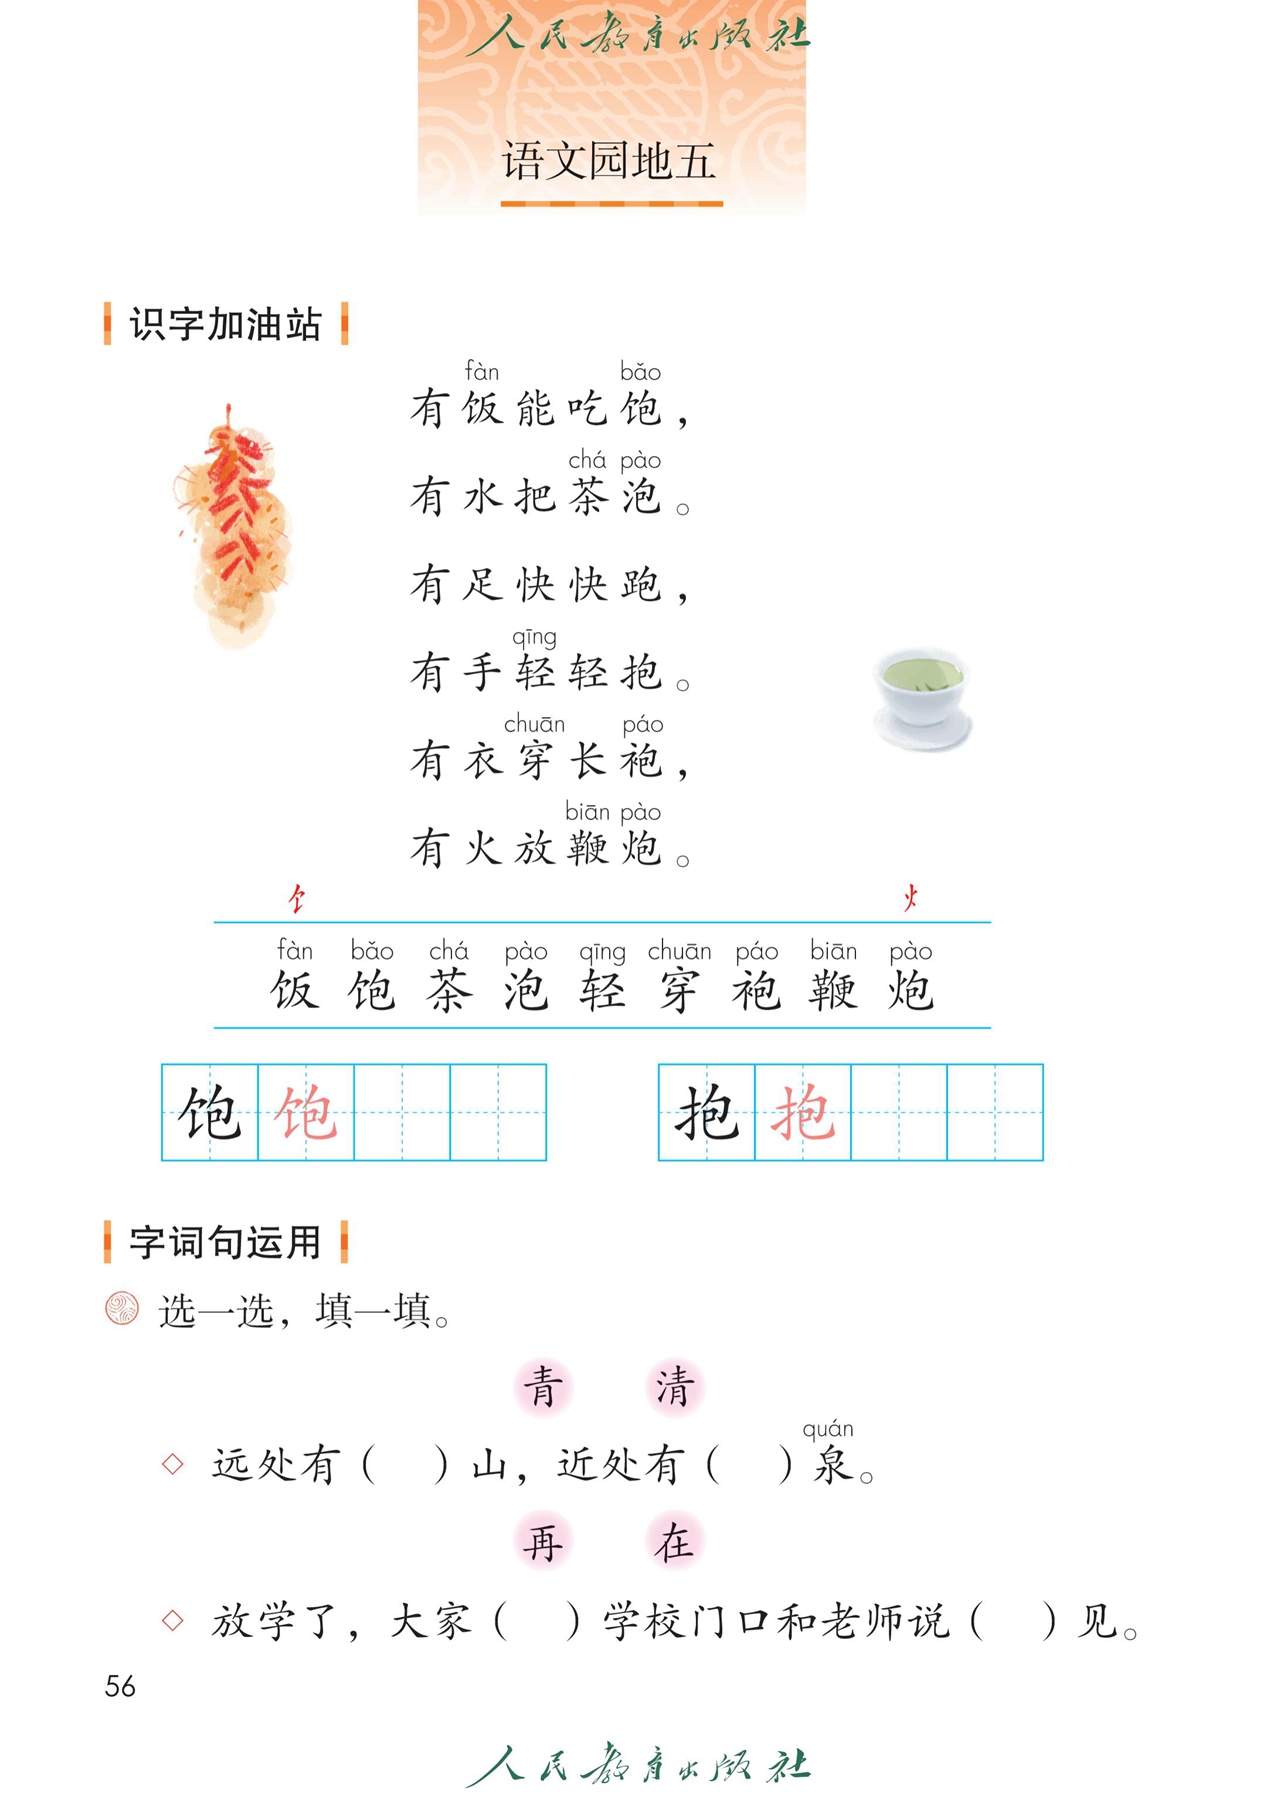 人民教育出版社
语文园地五
识字加油站
fàn bǎo
有饭能吃饱，
chá pào
有水把茶泡。
有足快快跑，
qīng
有手轻轻抱。
chuān páo
有衣穿长袍，
biān pào
有火放鞭炮。
饣 火
fàn bǎo chá pào qīng chuān páo biān pào
饭 饱 茶 泡 轻 穿 袍 鞭 炮
饱 饱 抱 抱
字词句运用
选一选，填一填。
青 清
quán
◇ 远处有（ ）山，近处有（ ）泉。
再 在
◇ 放学了，大家（ ）学校门口和老师说（ ）见。
56
人民教育出版社